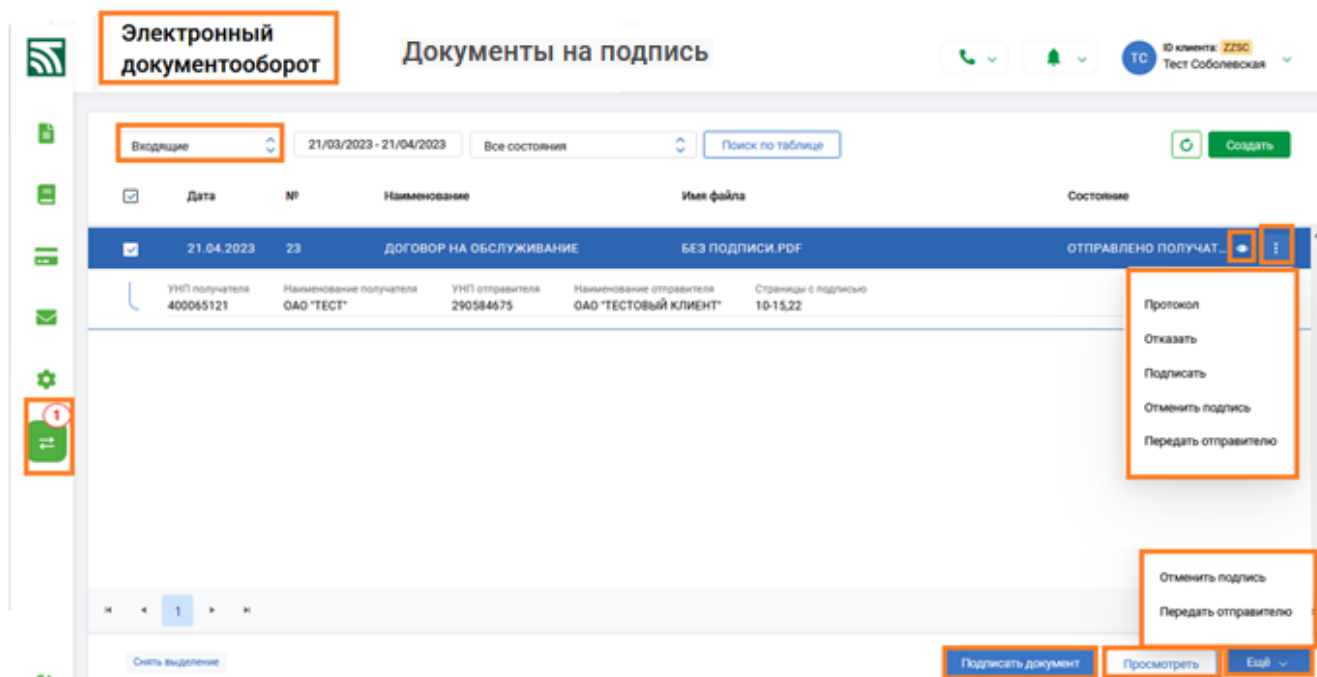 Электронный
документооборот
Документы на подпись
ID клиента: ZZSC
ТС
Тест Соболевская
Входящие
21/03/2023 - 21/04/2023
Все состояния
Поиск по таблице
Создать
Дата № Наименование Имя файла Состояние
21.04.2023 23 ДОГОВОР НА ОБСЛУЖИВАНИЕ БЕЗ ПОДПИСИ.PDF ОТПРАВЛЕНО ПОЛУЧАТ...
УНП получателя Наименование получателя УНП отправителя Наименование отправителя Страницы с подписью
400065121 ОАО "ТЕСТ" 290584675 ОАО "ТЕСТОВЫЙ КЛИЕНТ" 10-15,22
Протокол
Отказать
Подписать
Отменить подпись
Передать отправителю
1
Отменить подпись
Передать отправителю
1
Снять выделение
Подписать документ
Просмотреть
Ещё